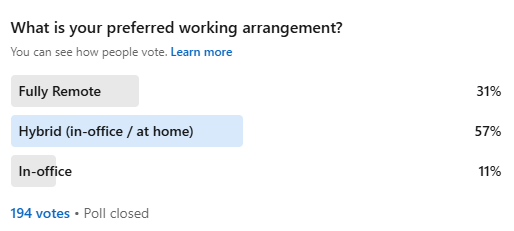 What is your preferred working arrangement?
You can see how people vote. Learn more
Fully Remote 31%
Hybrid (in-office / at home) 57%
In-office 11%
194 votes • Poll closed